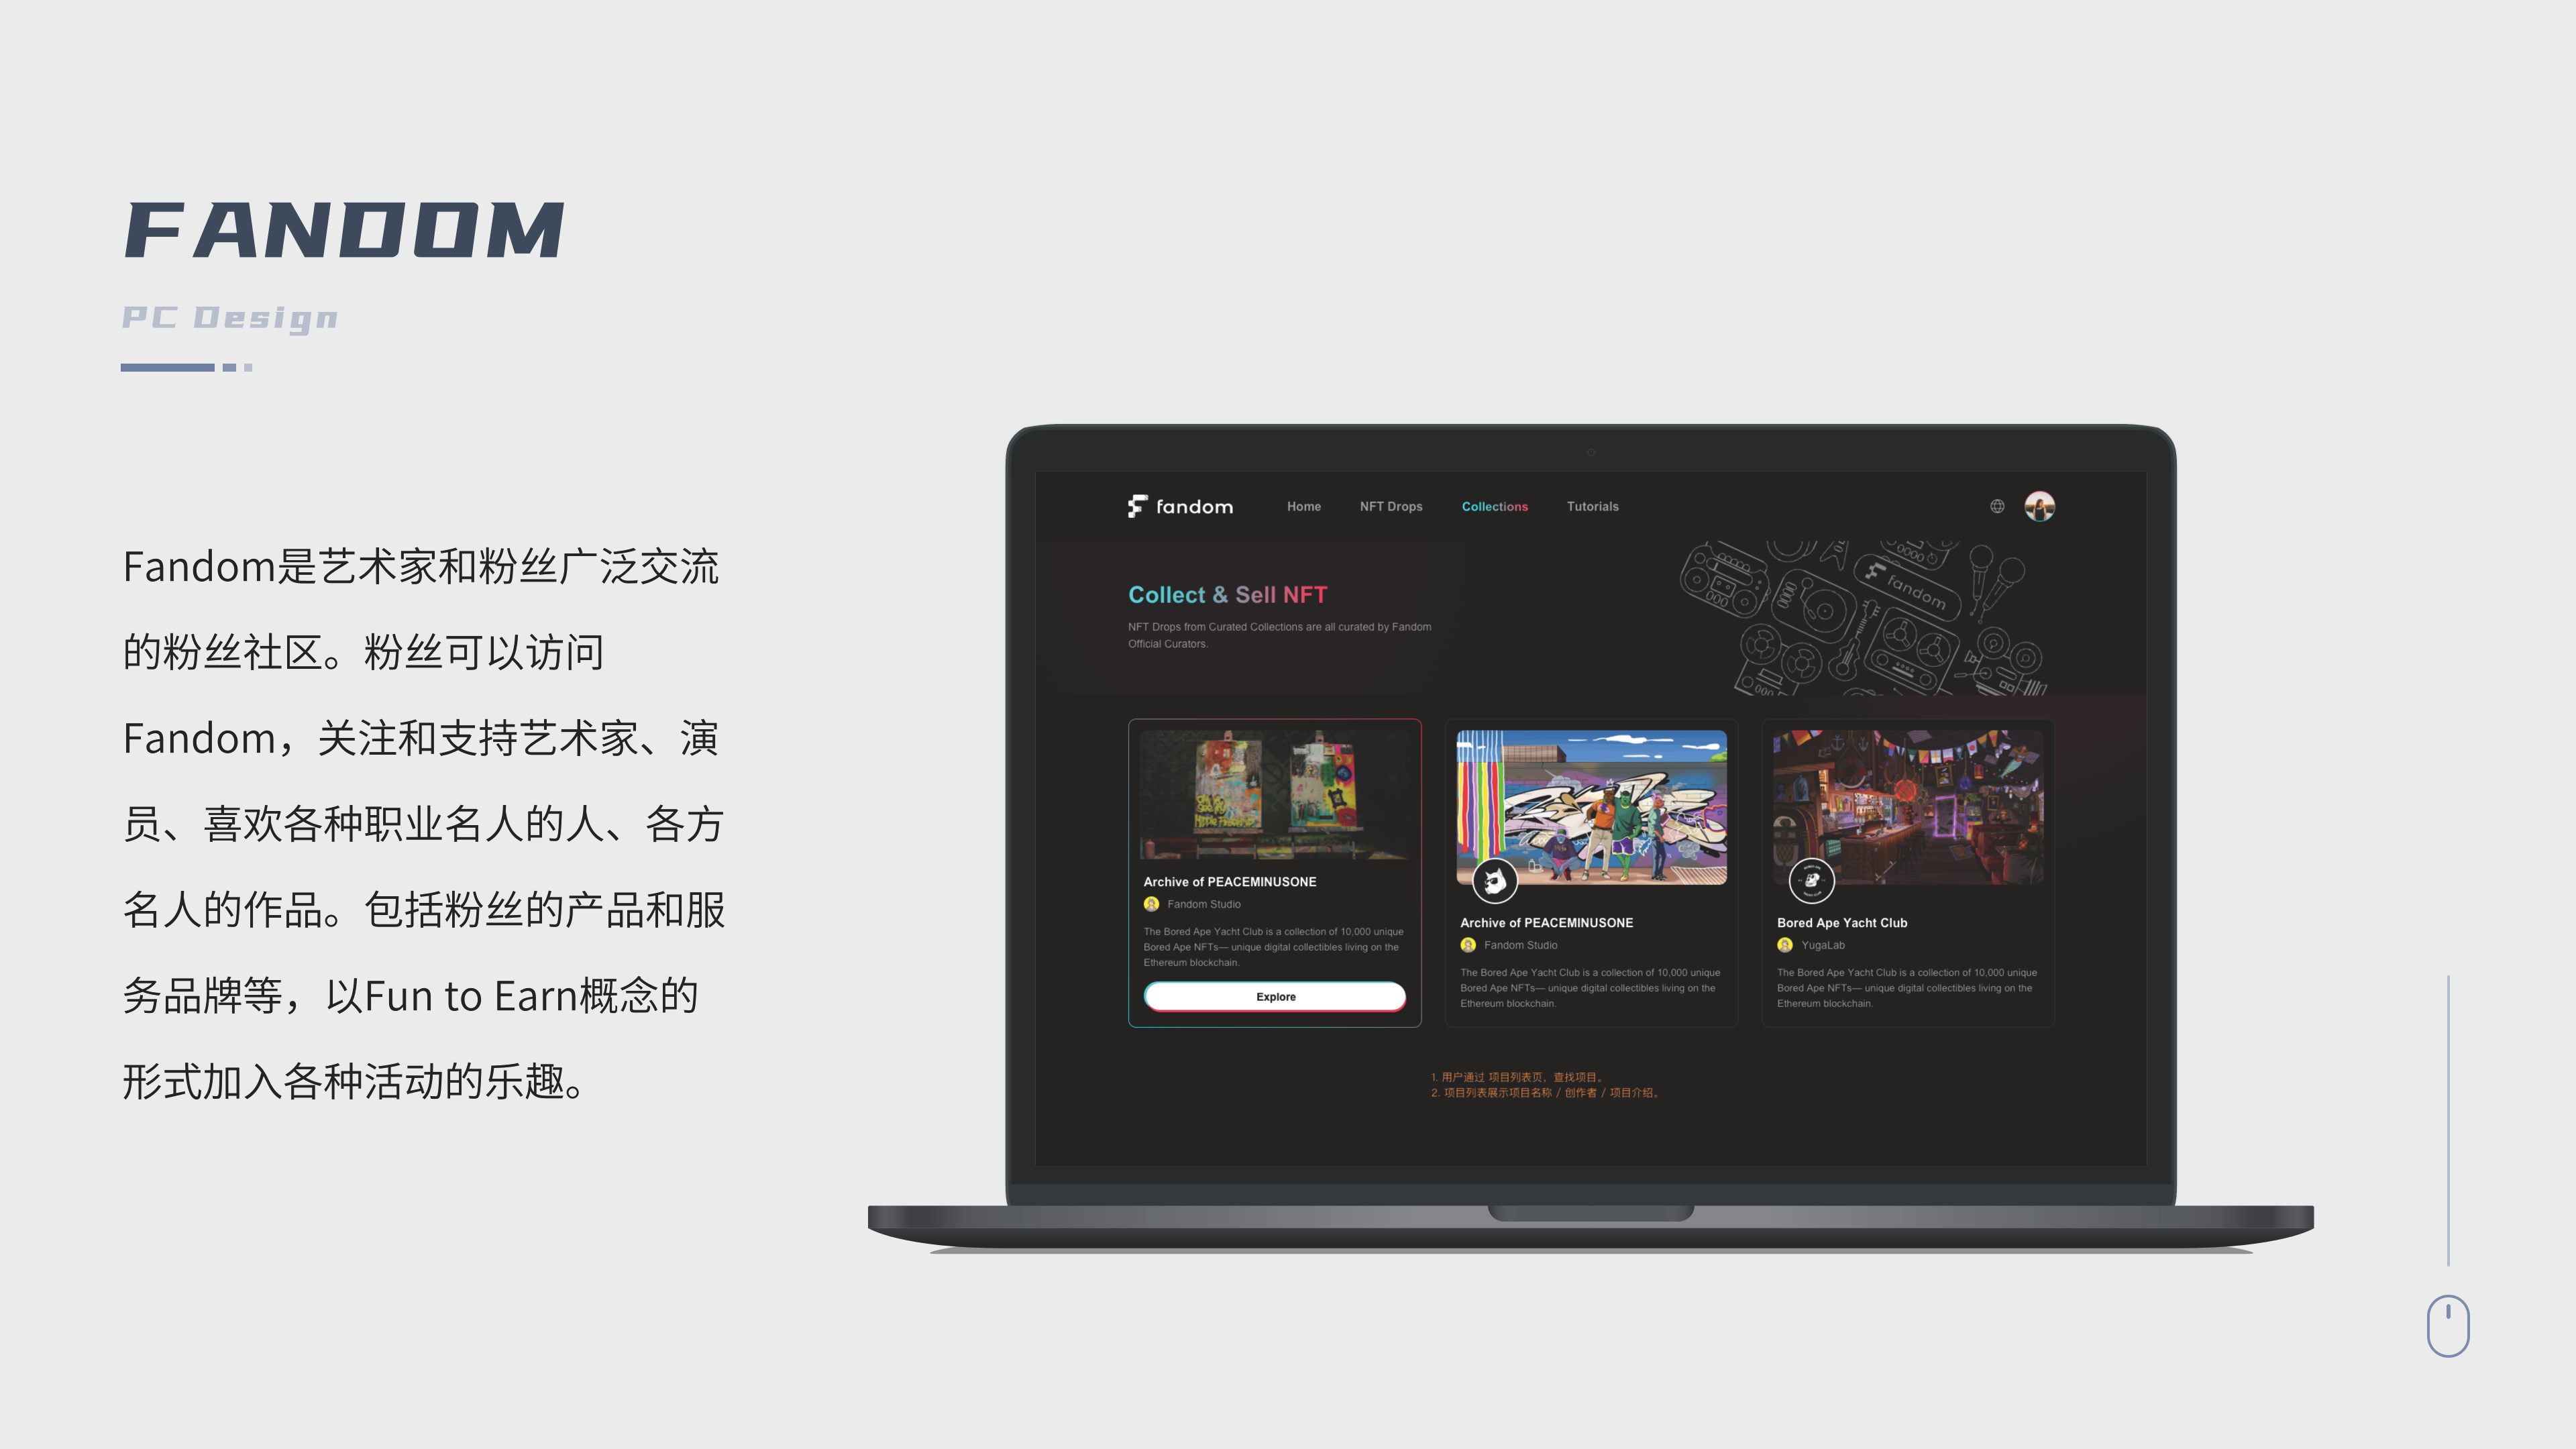 FANDOM
PC Design
Fandom是艺术家和粉丝广泛交流
的粉丝社区。粉丝可以访问
Fandom，关注和支持艺术家、演
员、喜欢各种职业名人的人、各方
名人的作品。包括粉丝的产品和服
务品牌等，以Fun to Earn概念的
形式加入各种活动的乐趣。
fandom Home NFT Drops Collections Tutorials
Collect & Sell NFT
NFT Drops from Curated Collections are all curated by Fandom
Official Curators.
fandom
Archive of PEACEMINUSONE
Fandom Studio
The Bored Ape Yacht Club is a collection of 10,000 unique
Bored Ape NFTs— unique digital collectibles living on the
Ethereum blockchain.
Explore
Archive of PEACEMINUSONE
Fandom Studio
The Bored Ape Yacht Club is a collection of 10,000 unique
Bored Ape NFTs— unique digital collectibles living on the
Ethereum blockchain.
Bored Ape Yacht Club
YugaLab
The Bored Ape Yacht Club is a collection of 10,000 unique
Bored Ape NFTs— unique digital collectibles living on the
Ethereum blockchain.
1. 用户通过 项目列表页，查找项目。
2. 项目列表展示项目名称 / 创作者 / 项目介绍。